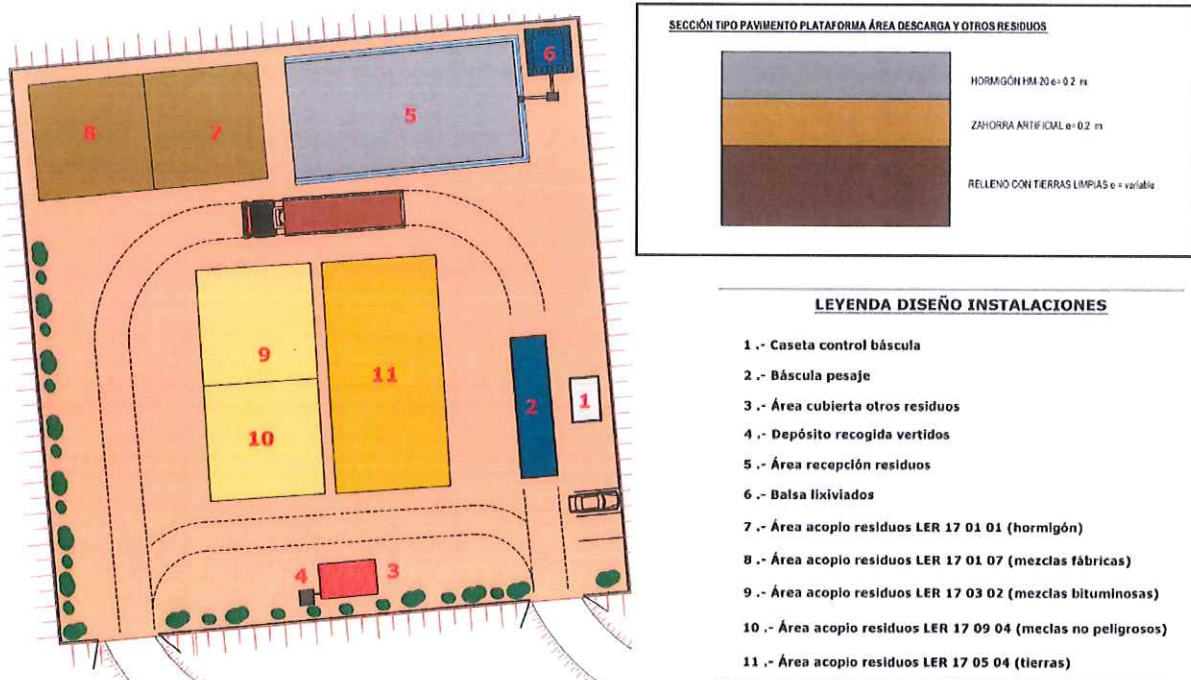 6
5
8
7
9
11
10
2
1
4
3
SECCIÓN TIPO PAVIMENTO PLATAFORMA ÁREA DESCARGA Y OTROS RESIDUOS
HORMIGÓN HM-20 e= 0.2 m
ZAHORRA ARTIFICIAL e= 0.2 m
RELLENO CON TIERRAS LIMPIAS e = variable
LEYENDA DISEÑO INSTALACIONES
1 .- Caseta control báscula
2 .- Báscula pesaje
3 .- Área cubierta otros residuos
4 .- Depósito recogida vertidos
5 .- Área recepción residuos
6 .- Balsa lixiviados
7 .- Área acopio residuos LER 17 01 01 (hormigón)
8 .- Área acopio residuos LER 17 01 07 (mezclas fábricas)
9 .- Área acopio residuos LER 17 03 02 (mezclas bituminosas)
10 .- Área acopio residuos LER 17 09 04 (meclas no peligrosos)
11 .- Área acopio residuos LER 17 05 04 (tierras)